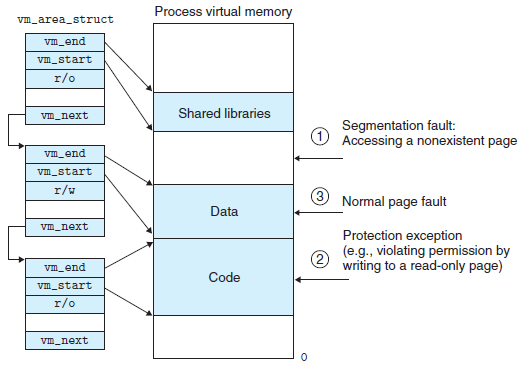 vm_area_struct
Process virtual memory
vm_end
vm_start
r/o
vm_next
vm_end
vm_start
r/w
vm_next
vm_end
vm_start
r/o
vm_next
Shared libraries
Data
Code
0
1
Segmentation fault:
Accessing a nonexistent page
3
Normal page fault
2
Protection exception
(e.g., violating permission by
writing to a read-only page)